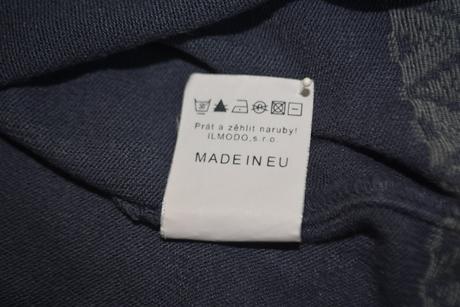 Prát a žehlit naruby!
ILMODO, s.r.o.
MADE IN EU